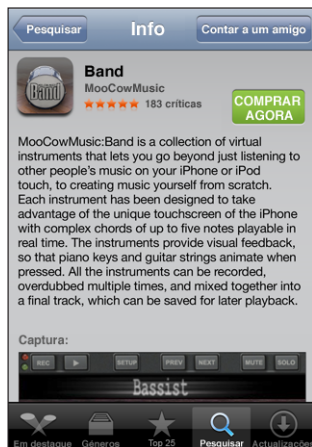 Pesquisar
Info
Contar a um amigo
Band
Band
MooCowMusic
183 críticas
COMPRAR
AGORA
MooCowMusic:Band is a collection of virtual
instruments that lets you go beyond just listening to
other people's music on your iPhone or iPod
touch, to creating music yourself from scratch.
Each instrument has been designed to take
advantage of the unique touchscreen of the iPhone
with complex chords of up to five notes playable in
real time. The instruments provide visual feedback,
so that piano keys and guitar strings animate when
pressed. All the instruments can be recorded,
overdubbed multiple times, and mixed together into
a final track, which can be saved for later playback.
Captura:
REC
SETUP
PREV
NEXT
MUTE
SOLO
Bassist
Em destaque
Géneros
Top 25
Pesquisar
Actualizações